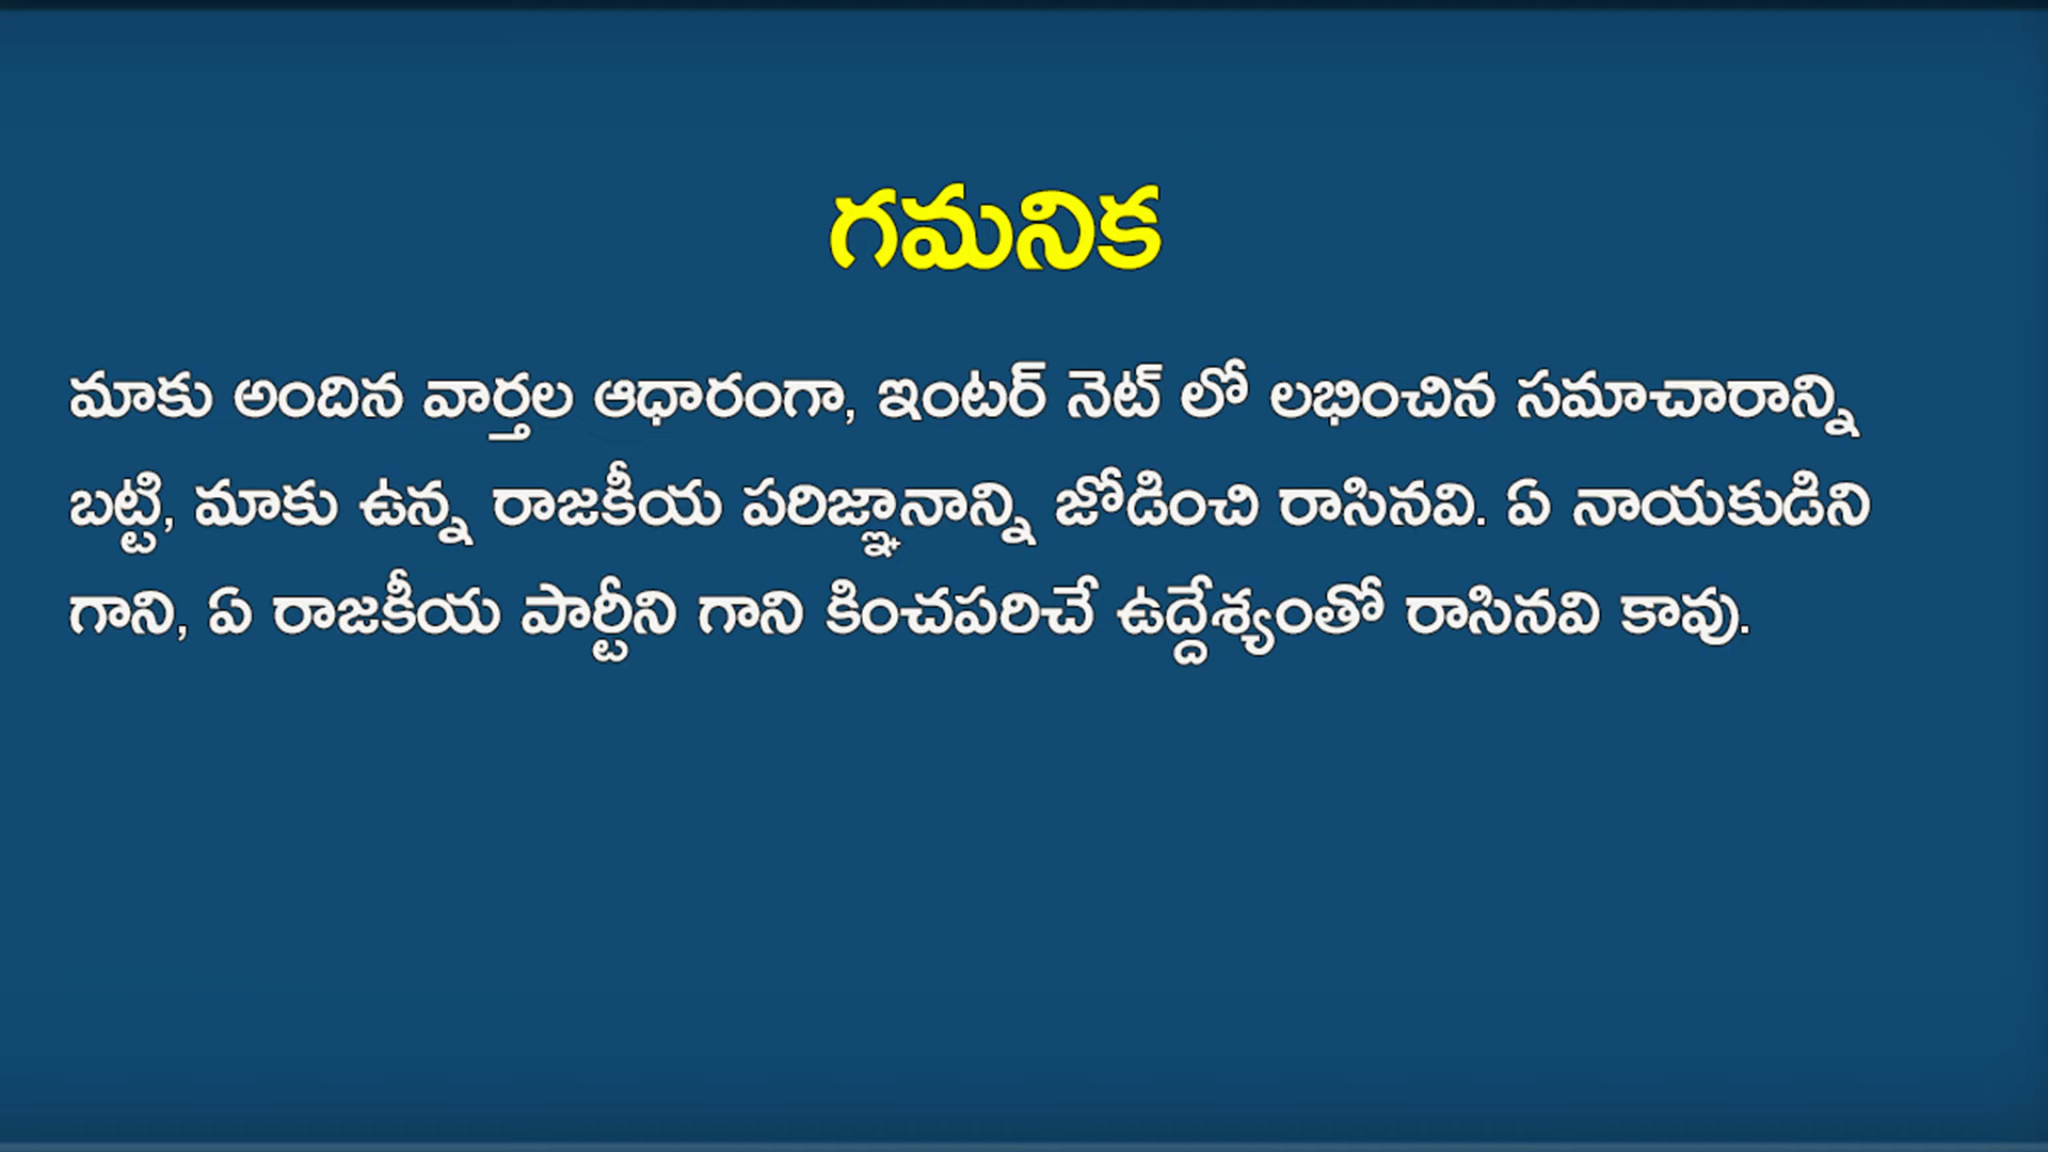 గమనిక
మాకు అందిన వార్తల ఆధారంగా, ఇంటర్ నెట్ లో లభించిన సమాచారాన్ని
బట్టి, మాకు ఉన్న రాజకీయ పరిజ్ఞానాన్ని జోడించి రాసినవి. ఏ నాయకుడిని
గాని, ఏ రాజకీయ పార్టీని గాని కించపరిచే ఉద్దేశ్యంతో రాసినవి కావు.